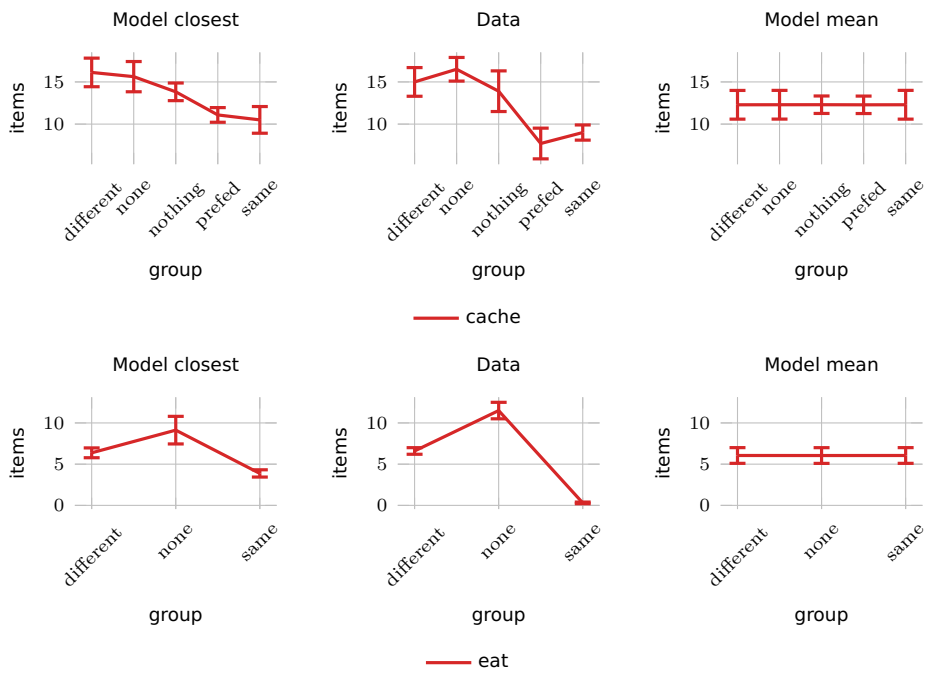 Model closest
Data
Model mean
items
15
10
different
none
nothing
prefed
same
group
items
15
10
different
none
nothing
prefed
same
group
items
15
10
different
none
nothing
prefed
same
group
cache
Model closest
Data
Model mean
items
10
5
0
different
none
same
group
items
10
5
0
different
none
same
group
items
10
5
0
different
none
same
group
eat